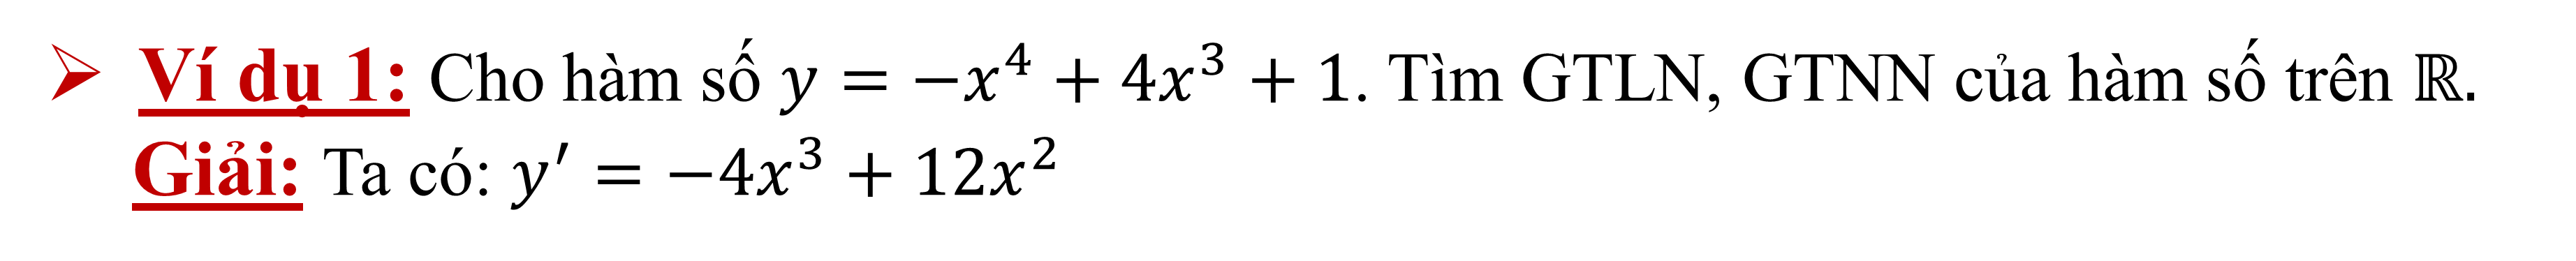 Ví dụ 1: Cho hàm số y = −x⁴ + 4x³ + 1. Tìm GTLN, GTNN của hàm số trên ℝ.
Giải: Ta có: y′ = −4x³ + 12x²